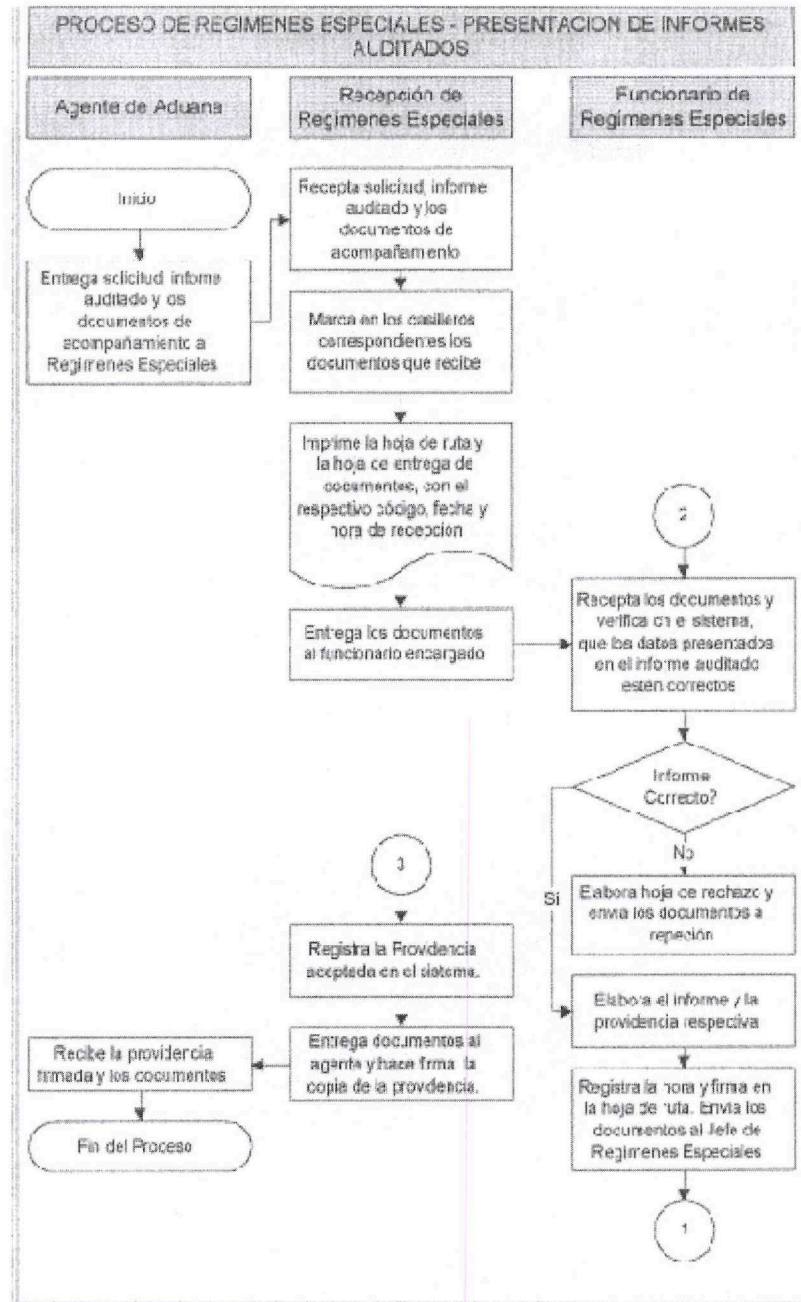 PROCESO DE REGIMENES ESPECIALES - PRESENTACION DE INFORMES
AUDITADOS
Agente de Aduana
Recepción de
Regimenes Especiales
Funcionario de
Regimenes Especiales
Inicio
Entrega solicitud, informe
auditado y los
documentos de
acompañamiento a
Regimenes Especiales
Recepta solicitud, informe
auditado y los
documentos de
acompañamiento
Marca en los casilleros
correspondientes los
documentos que recibe
Imprime la hoja de ruta y
la hoja de entrega de
documentes, con el
respectivo código, fecha y
hora de recepcion
Entrega los documentos
al funcionario encargado
2
Recepta los documentos y
verifica en el sistema,
que los datos presentados
en el informe auditado
esten correctos
Informe
Correcto?
No
Si
Elabora hoja de rechazo y
envia los documentos a
repeción
Elabora el informe y la
providencia respectiva
Registra la hora y firma en
la hoja de ruta. Envia los
documentos al Jefe de
Regimenes Especiales
1
3
Registra la Providencia
aceptada en el sistema.
Entrega documentos al
agente y hace firmar la
copia de la providencia.
Recibe la providencia
firmada y los documentes
Fin del Proceso